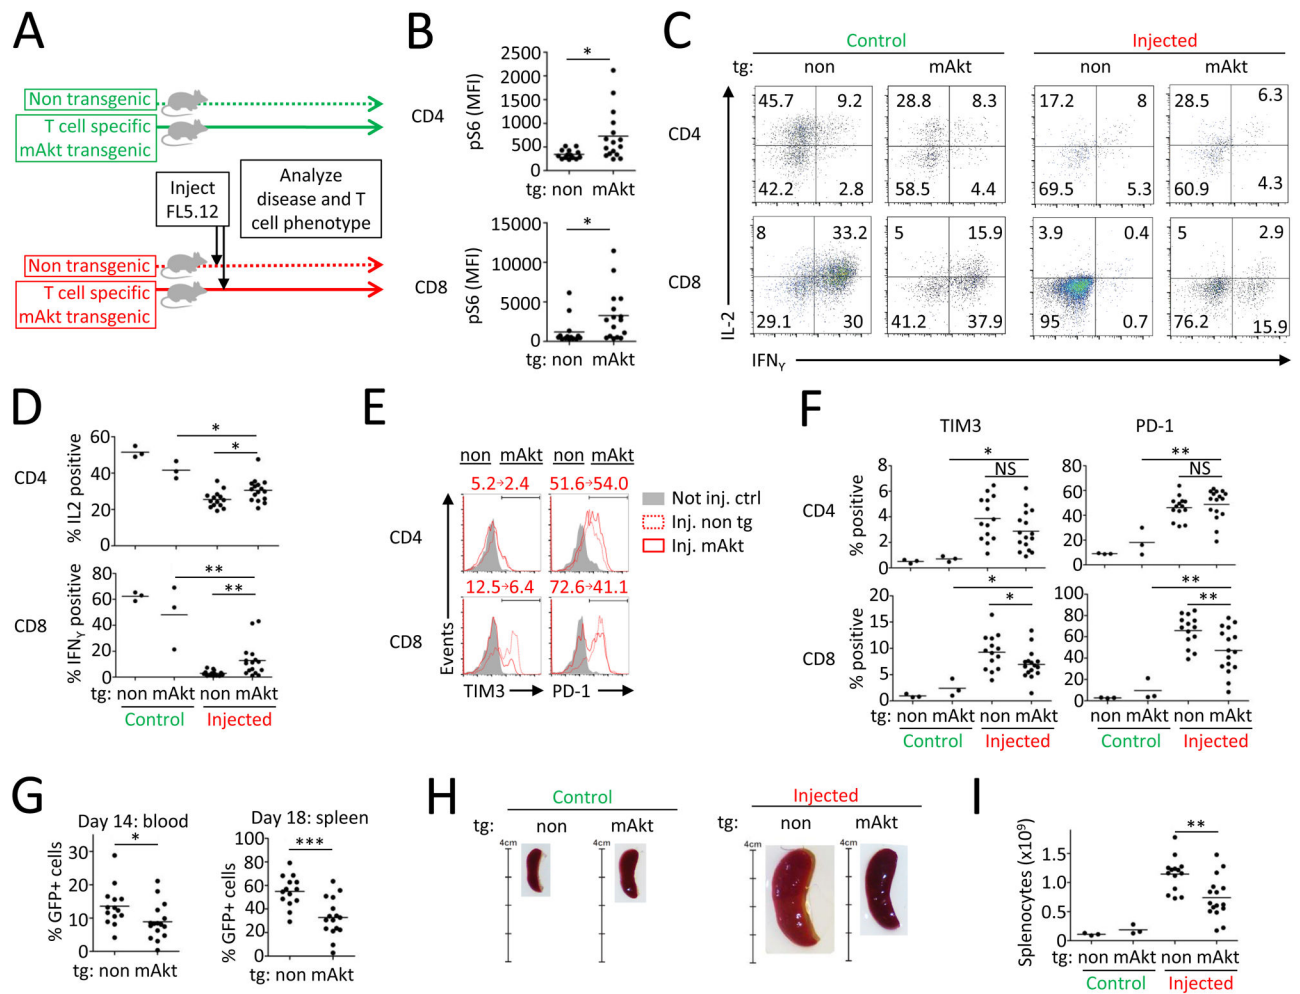 A
Non transgenic
T cell specific
mAkt transgenic
Inject
FL5.12
Analyze
disease and T
cell phenotype
Non transgenic
T cell specific
mAkt transgenic
B
CD4
pS6 (MFI)
2500
2000
1500
1000
500
0
*
tg: non mAkt
CD8
pS6 (MFI)
15000
10000
5000
0
*
tg: non mAkt
C
Control
Injected
tg: non mAkt non mAkt
CD4
45.7 9.2
42.2 2.8
28.8 8.3
58.5 4.4
17.2 8
69.5 5.3
28.5 6.3
60.9 4.3
CD8
8 33.2
29.1 30
5 15.9
41.2 37.9
3.9 0.4
95 0.7
5 2.9
76.2 15.9
IL-2
IFNγ
D
CD4
% IL2 positive
60
40
20
0
*
*
CD8
% IFNγ positive
80
60
40
20
0
**
**
tg: non mAkt non mAkt
Control Injected
E
non mAkt non mAkt
5.2→2.4 51.6→54.0
CD4
12.5→6.4 72.6→41.1
CD8
Events
TIM3 PD-1
Not inj. ctrl
Inj. non tg
Inj. mAkt
F
TIM3 PD-1
CD4
% positive
8
6
4
2
0
*
NS
80
60
40
20
0
**
NS
CD8
% positive
20
15
10
5
0
*
*
100
80
60
40
20
0
**
**
tg: non mAkt non mAkt non mAkt non mAkt
Control Injected Control Injected
G
Day 14: blood
% GFP+ cells
40
30
20
10
0
*
tg: non mAkt
Day 18: spleen
% GFP+ cells
100
80
60
40
20
0
***
tg: non mAkt
H
Control Injected
tg: non mAkt tg: non mAkt
4cm 4cm 4cm 4cm
I
Splenocytes (x10⁹)
1.5
1.0
0.5
0
**
tg: non mAkt non mAkt
Control Injected